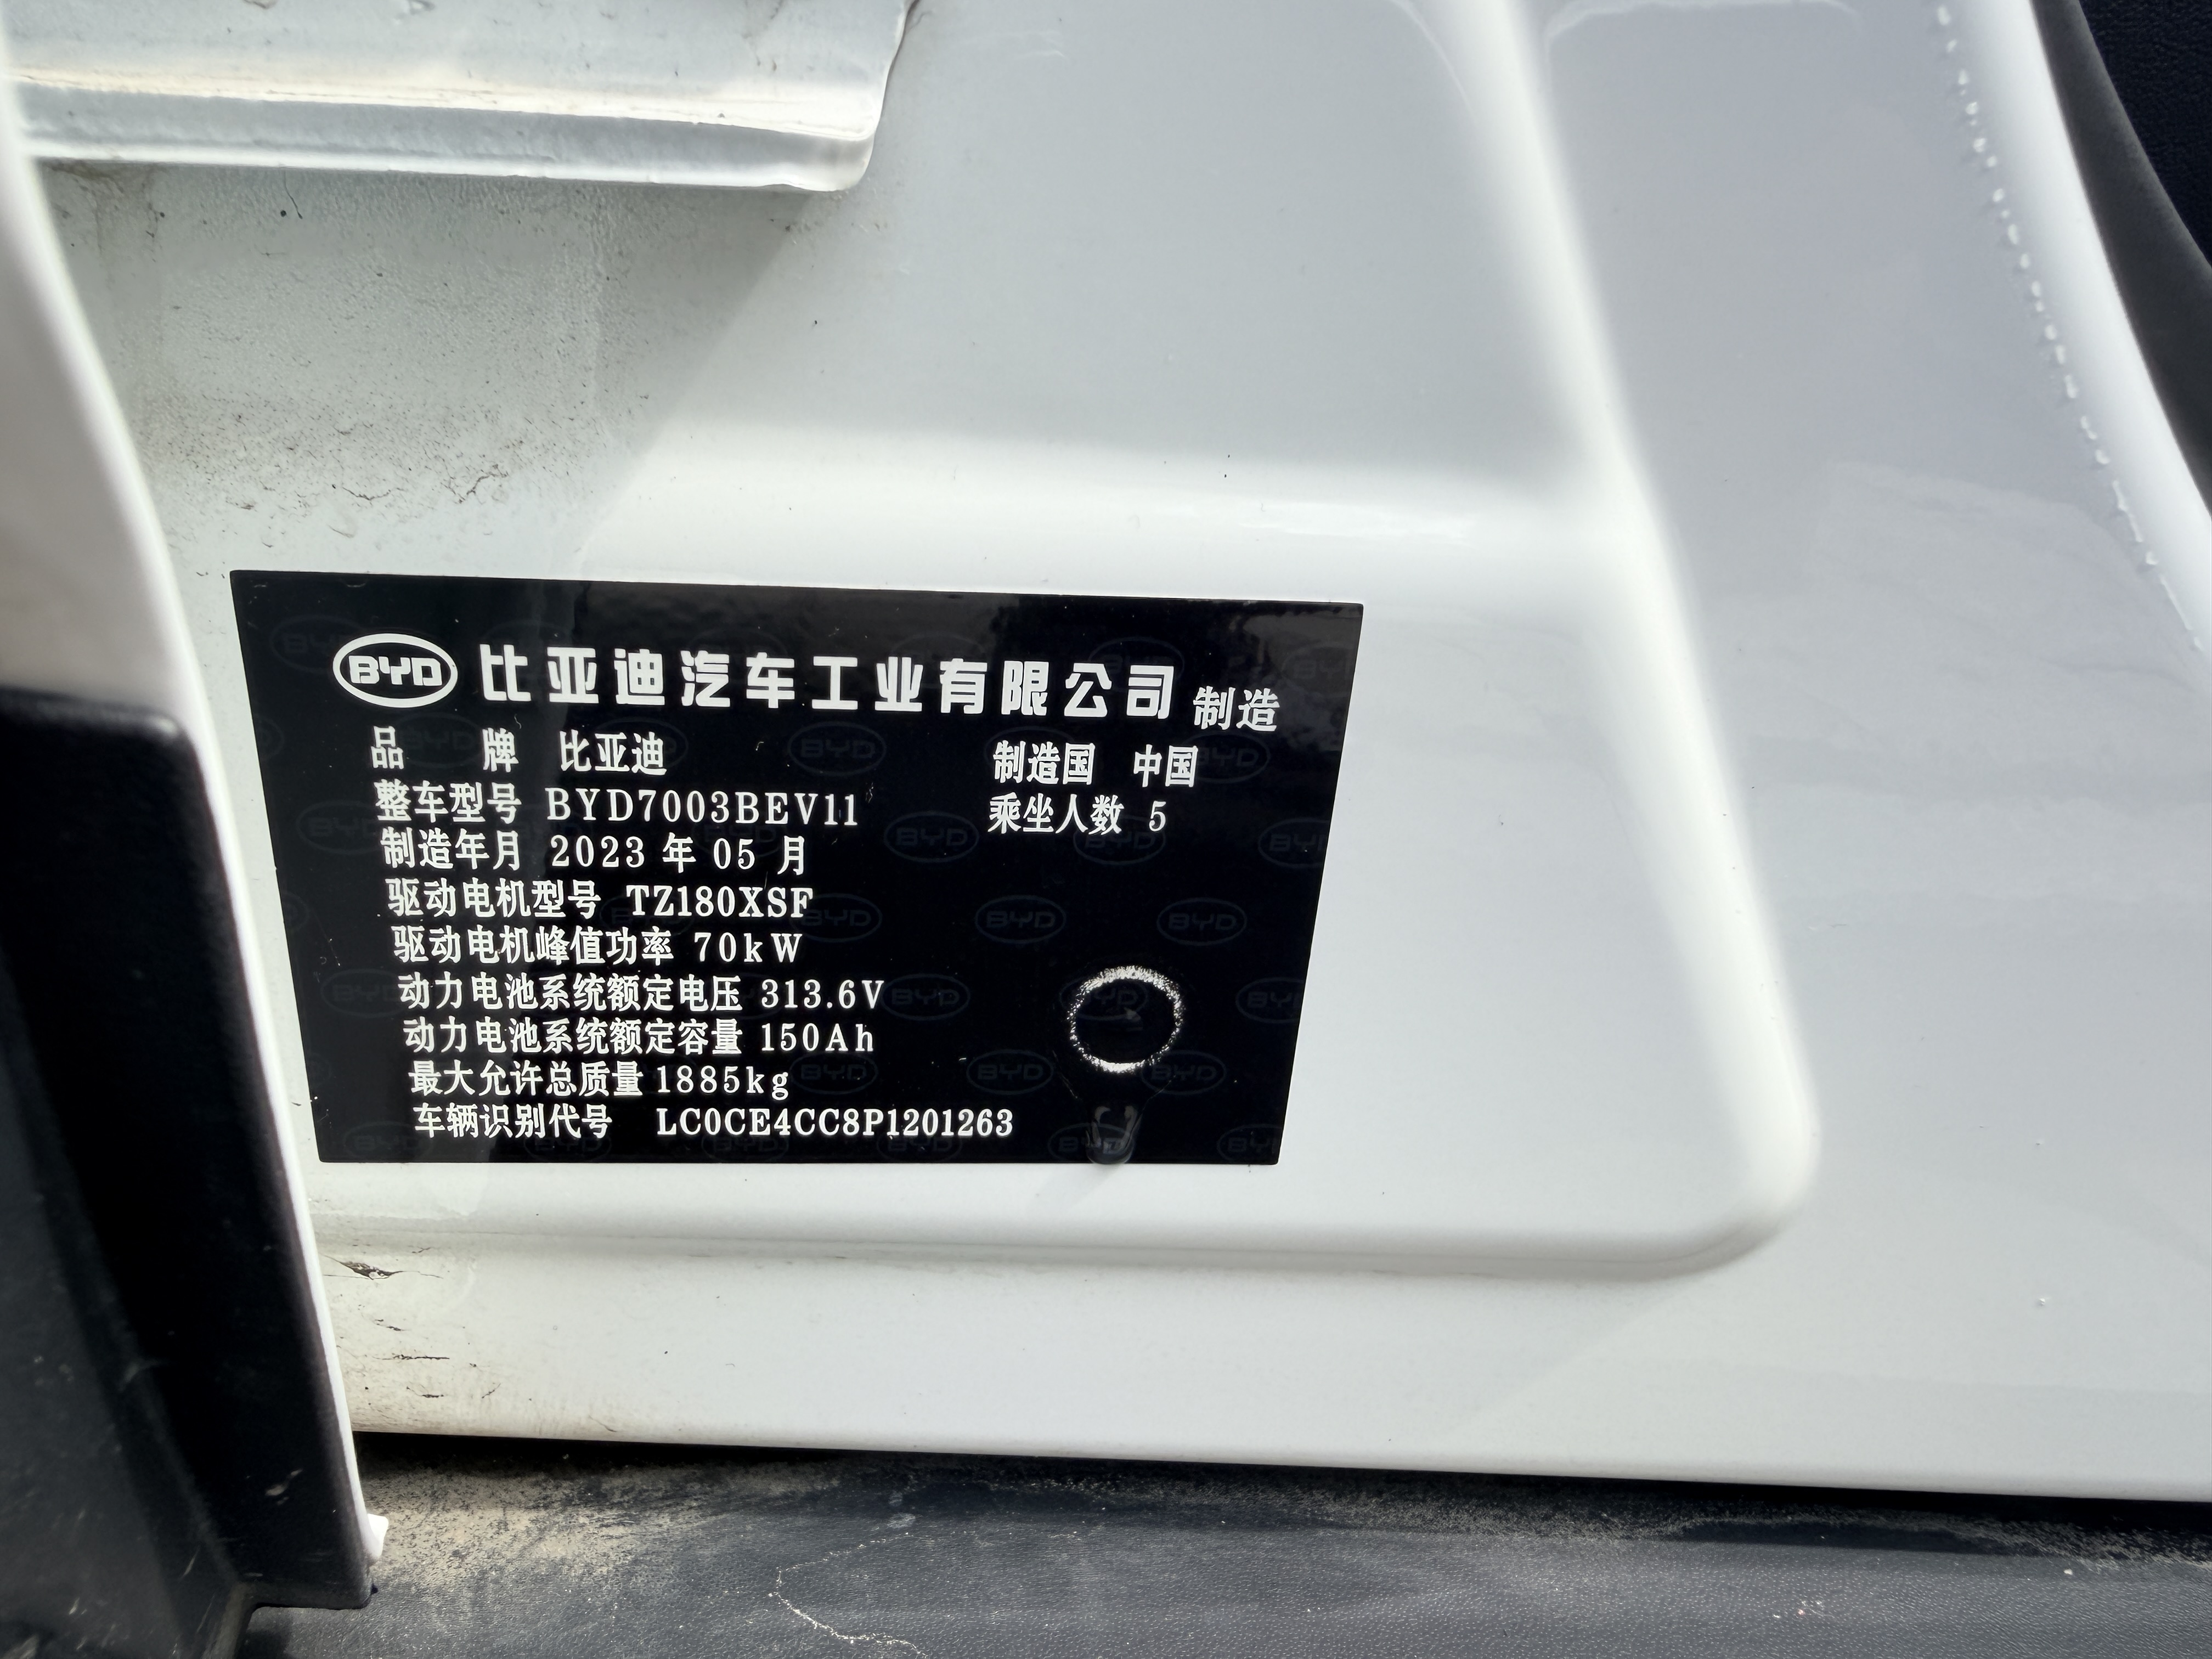 BYD 比亚迪汽车工业有限公司 制造
品 牌 比亚迪 制造国 中国
整车型号 BYD7003BEV11 乘坐人数 5
制造年月 2023 年 05 月
驱动电机型号 TZ180XSF
驱动电机峰值功率 70kW
动力电池系统额定电压 313.6V
动力电池系统额定容量 150Ah
最大允许总质量 1885kg
车辆识别代号 LC0CE4CC8P1201263